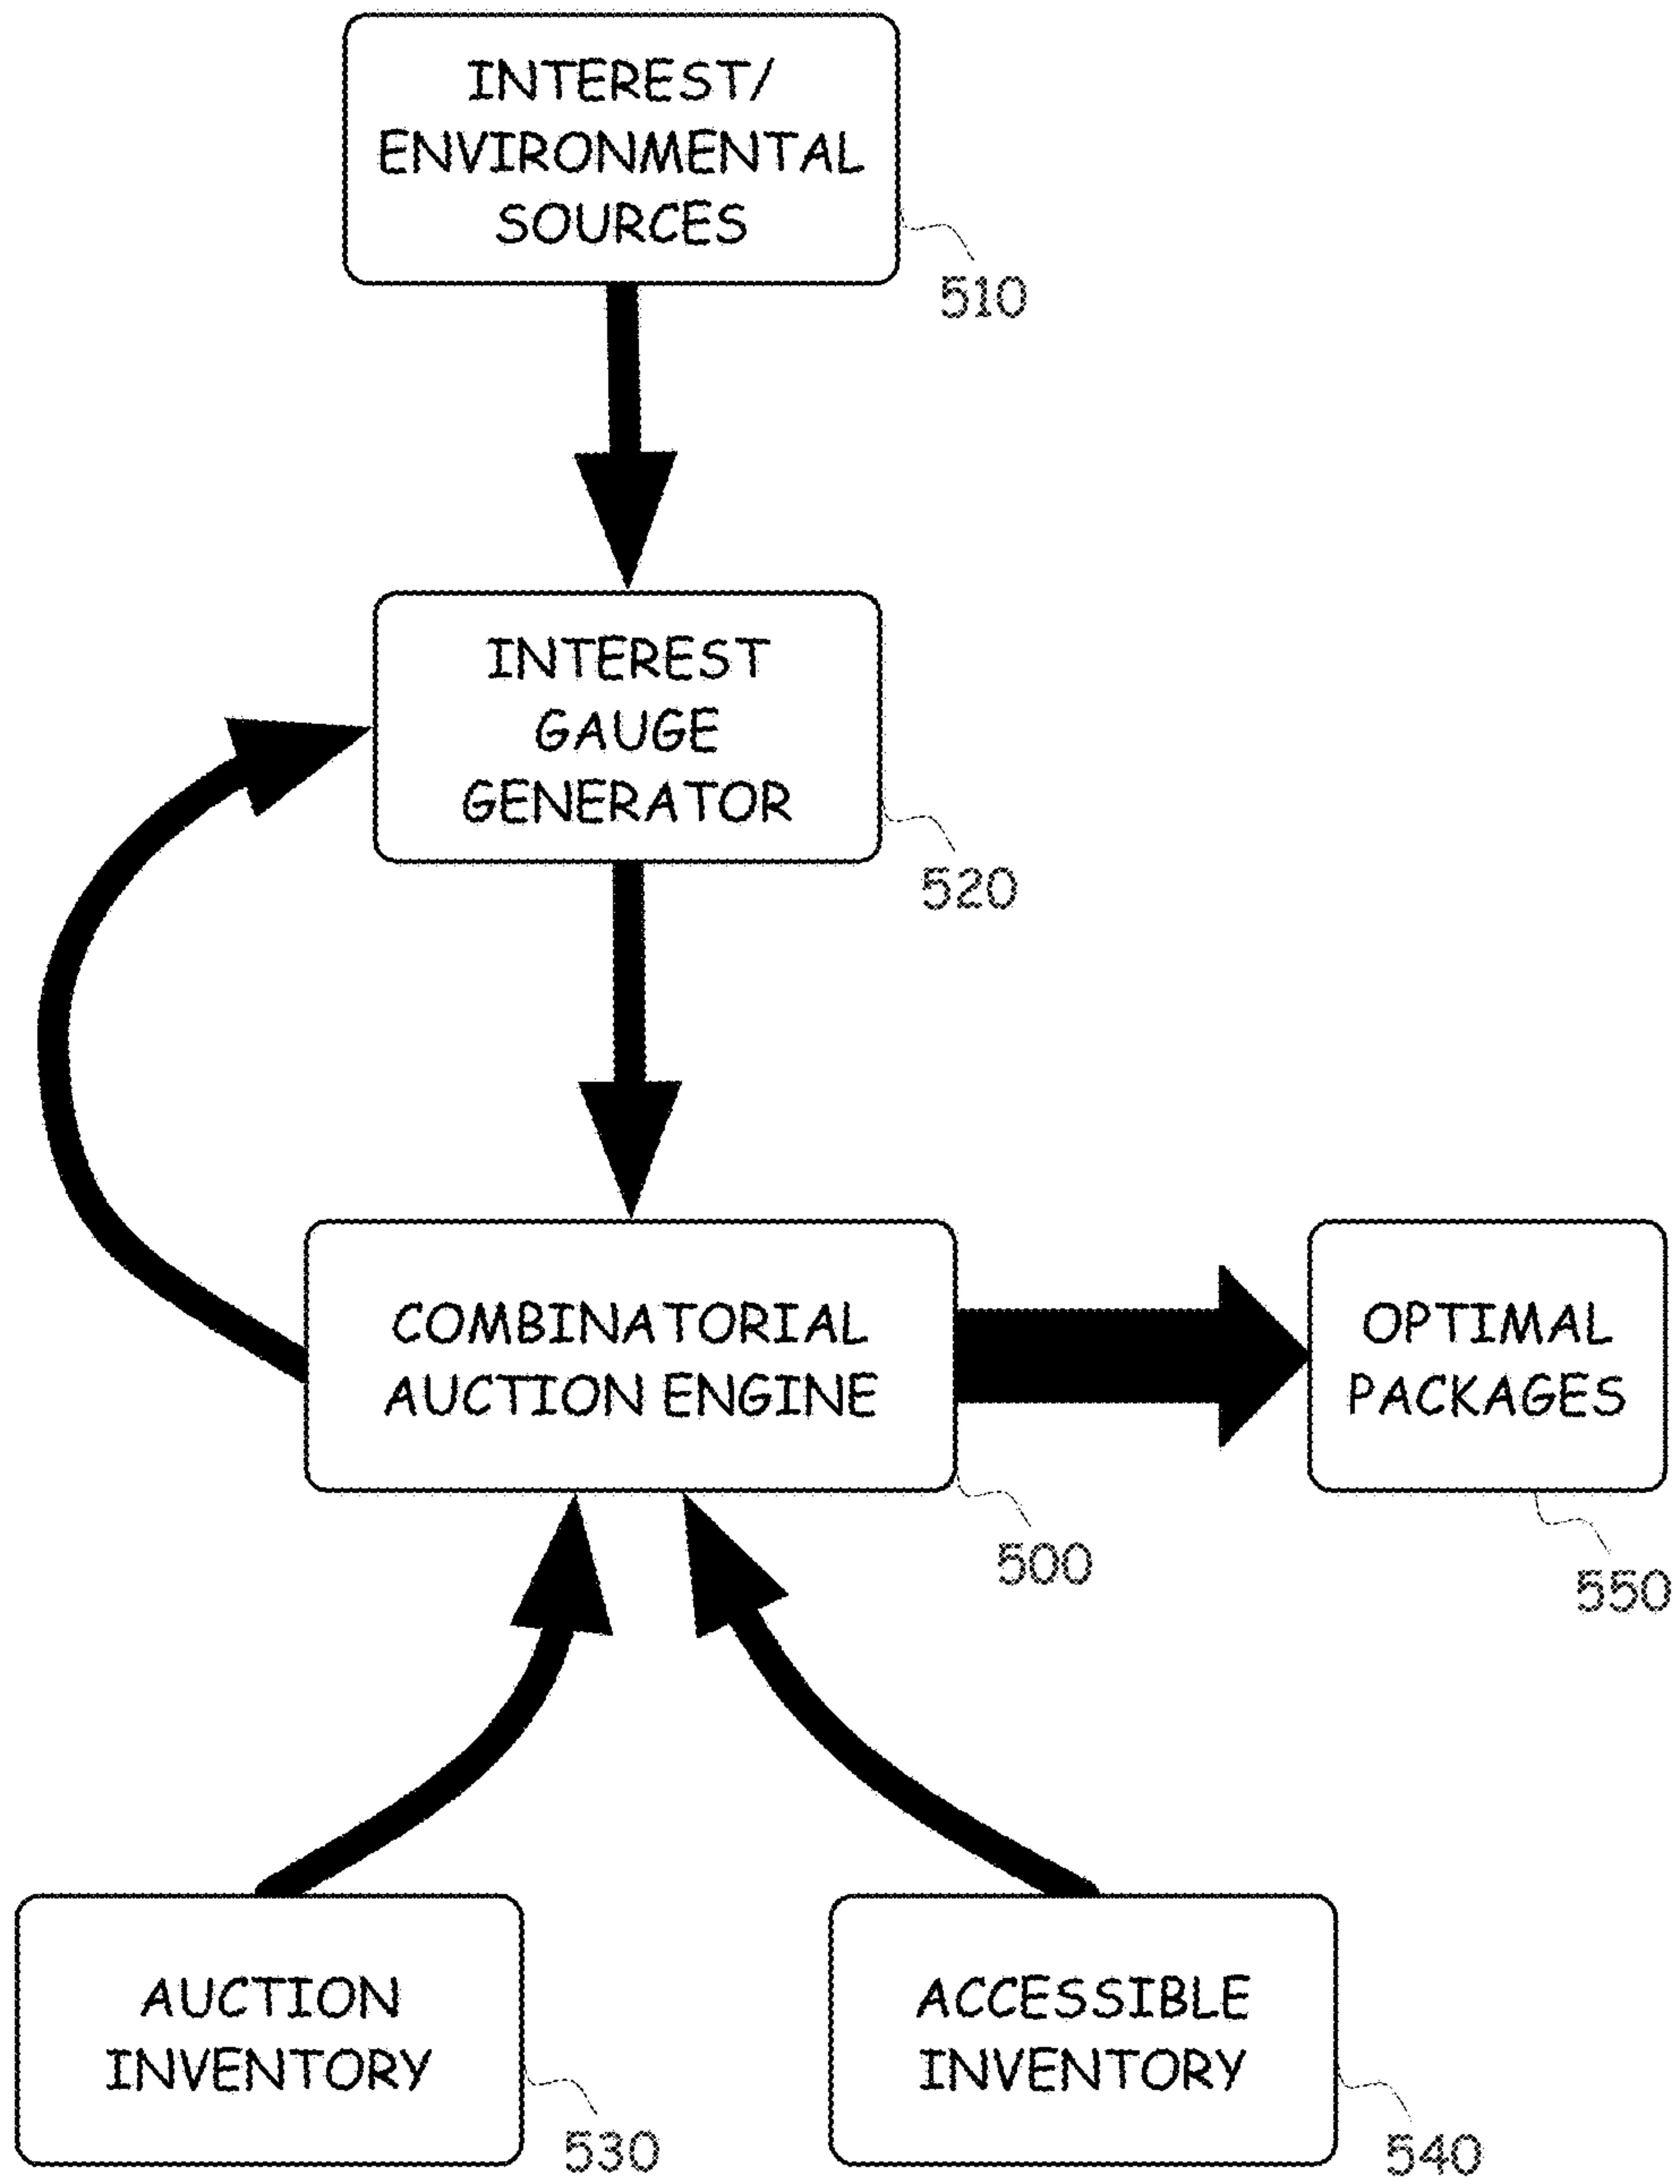 INTEREST/
ENVIRONMENTAL
SOURCES
510
INTEREST
GAUGE
GENERATOR
520
COMBINATORIAL
AUCTION ENGINE
500
OPTIMAL
PACKAGES
550
AUCTION
INVENTORY
530
ACCESSIBLE
INVENTORY
540